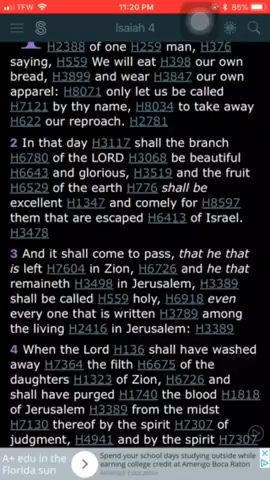 TFW
11:20 PM
71%
Isaiah 4
H2388 of one H259 man, H376
saying, H559 We will eat H398 our own
bread, H3899 and wear H3847 our own
apparel: H8071 only let us be called
H7121 by thy name, H8034 to take away
H622 our reproach. H2781
2 In that day H3117 shall the branch
H6780 of the LORD H3068 be beautiful
H6643 and glorious, H3519 and the fruit
H6529 of the earth H776 shall be
excellent H1347 and comely for H8597
them that are escaped H6413 of Israel.
H3478
3 And it shall come to pass, that he that
is left H7604 in Zion, H6726 and he that
remaineth H3498 in Jerusalem, H3389
shall be called H559 holy, H6918 even
every one that is written H3789 among
the living H2416 in Jerusalem: H3389
4 When the Lord H136 shall have washed
away H7364 the filth H6675 of the
daughters H1323 of Zion, H6726 and
shall have purged H1740 the blood H1818
of Jerusalem H3389 from the midst
H7130 thereof by the spirit H7307 of
judgment, H4941 and by the spirit H7307
A+ edu in the
Florida sun
Spend your school days studying outside while
earning college credit at Amerigo Boca Raton
Amerigo Education